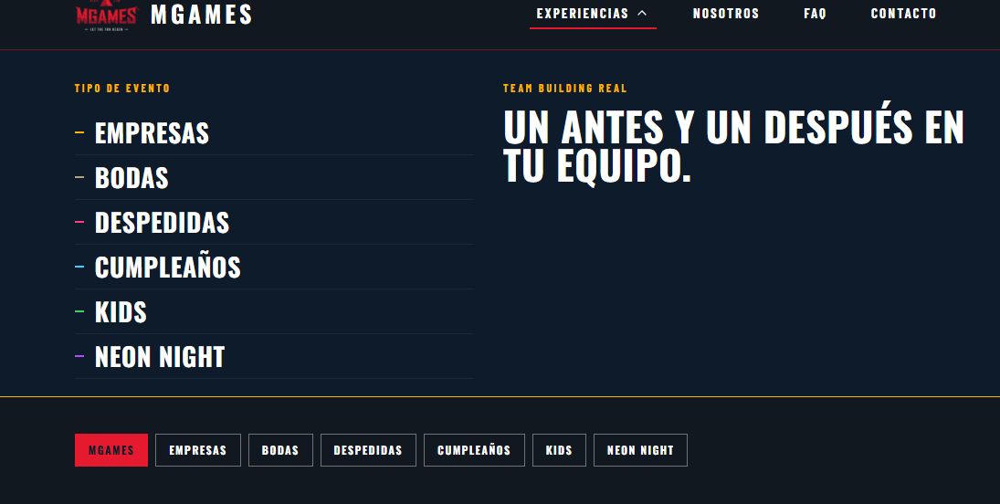 MGAMES
LET THE FUN BEGIN
MGAMES
EXPERIENCIAS
NOSOTROS
FAQ
CONTACTO
TIPO DE EVENTO
EMPRESAS
BODAS
DESPEDIDAS
CUMPLEAÑOS
KIDS
NEON NIGHT
TEAM BUILDING REAL
UN ANTES Y UN DESPUÉS EN
TU EQUIPO.
MGAMES
EMPRESAS
BODAS
DESPEDIDAS
CUMPLEAÑOS
KIDS
NEON NIGHT